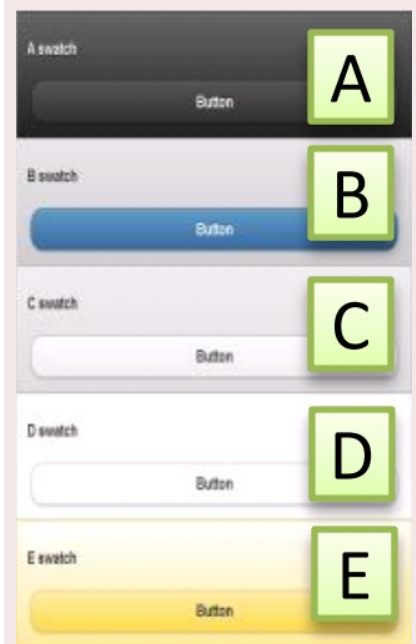 A swatch
A
Button
B swatch
B
Button
C swatch
C
Button
D swatch
D
Button
E swatch
E
Button